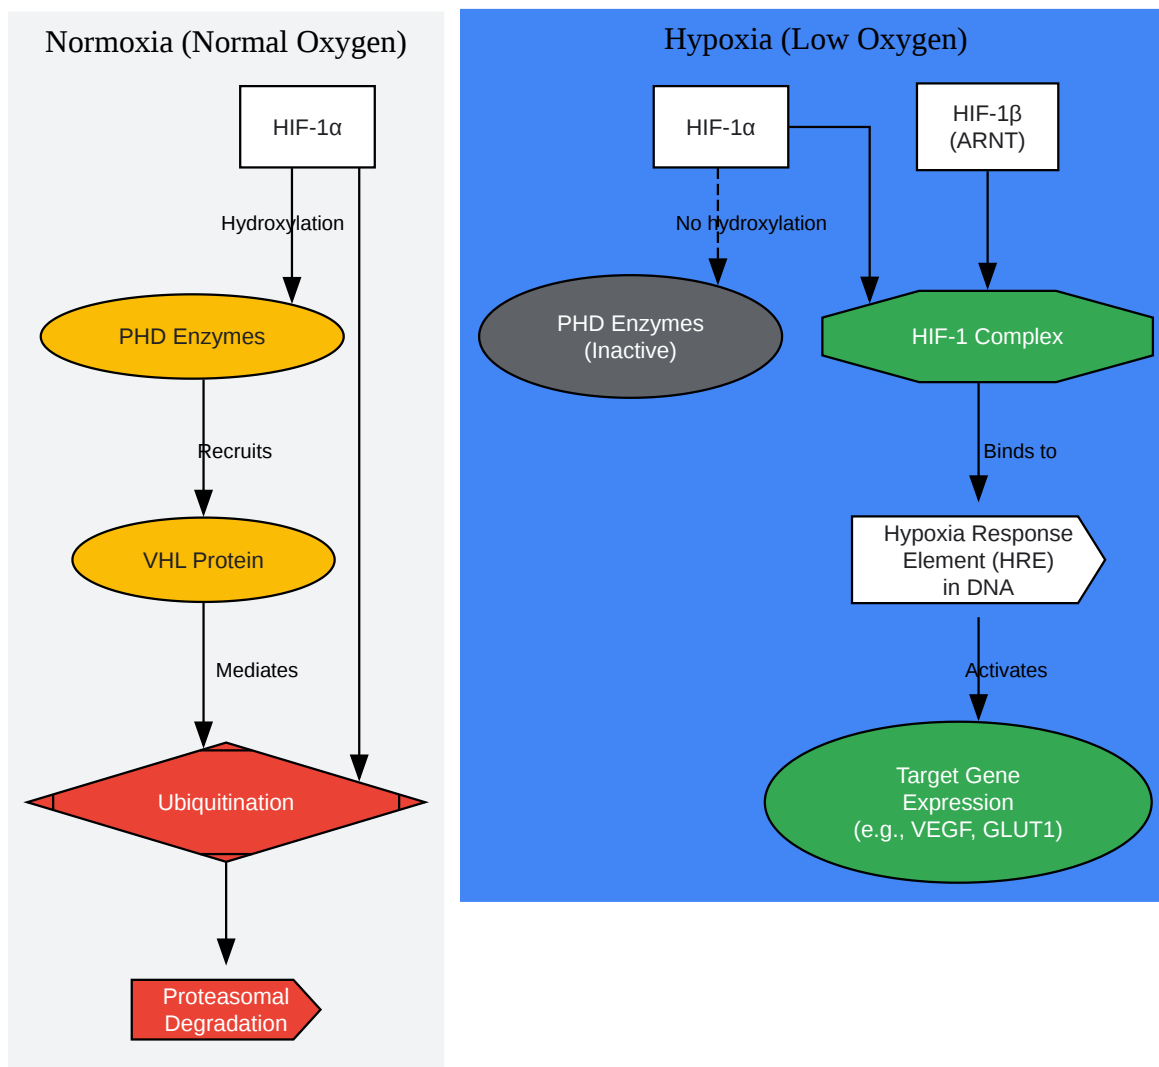 Normoxia (Normal Oxygen)
HIF-1α
Hydroxylation
PHD Enzymes
Recruits
VHL Protein
Mediates
Ubiquitination
Proteasomal
Degradation
Hypoxia (Low Oxygen)
HIF-1α
HIF-1β
(ARNT)
No hydroxylation
PHD Enzymes
(Inactive)
HIF-1 Complex
Binds to
Hypoxia Response
Element (HRE)
in DNA
Activates
Target Gene
Expression
(e.g., VEGF, GLUT1)